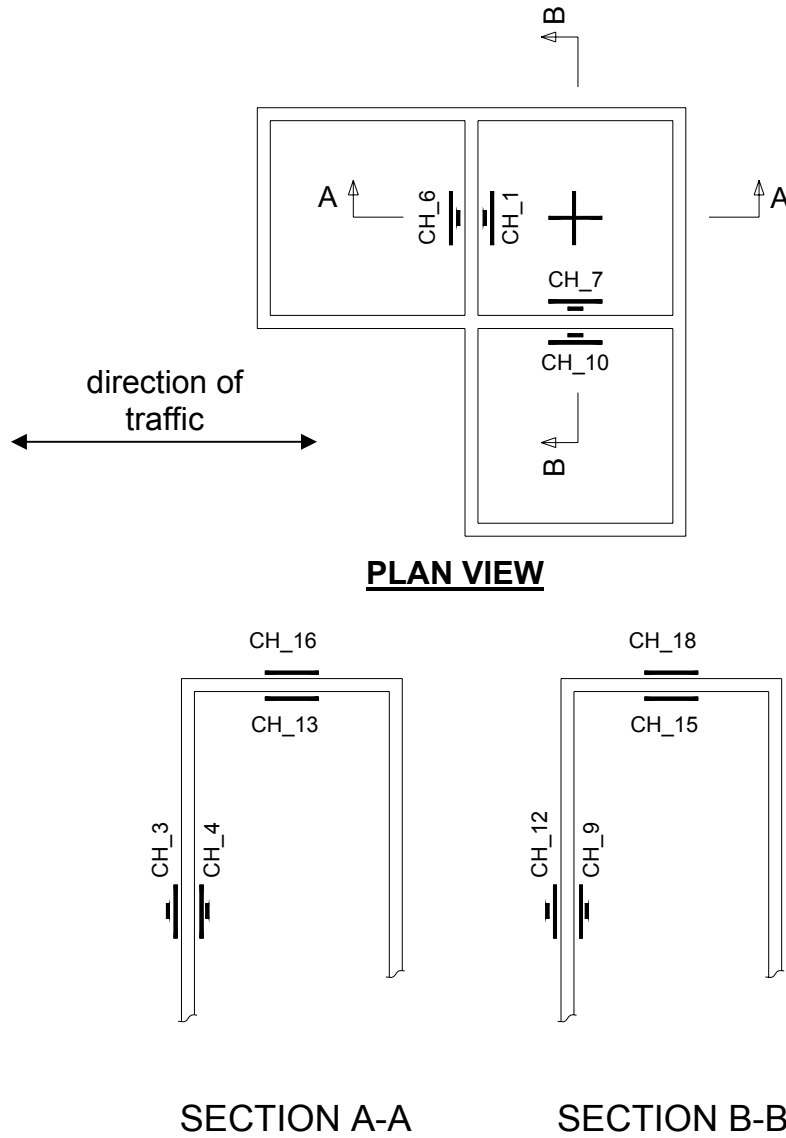 B
A
A
CH_6
CH_1
CH_7
CH_10
direction of
traffic
B
PLAN VIEW
CH_16
CH_18
CH_13
CH_15
CH_3
CH_4
CH_12
CH_9
SECTION A-A
SECTION B-B